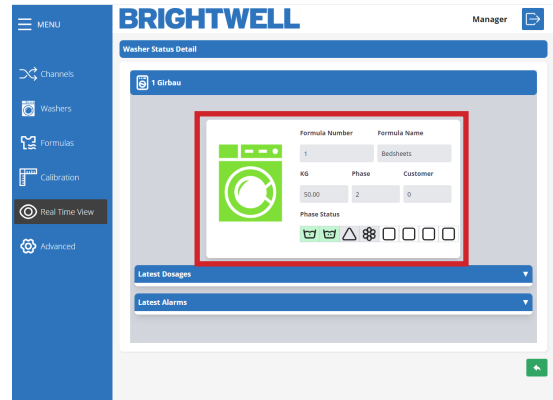 MENU
BRIGHTWELL
Manager
Washer Status Detail
Channels
1 Girbau
Washers
Formula Number Formula Name
Formulas
1 Bedsheets
KG Phase Customer
Calibration
50.00 2 0
Real Time View
Phase Status
Advanced
Latest Dosages
Latest Alarms